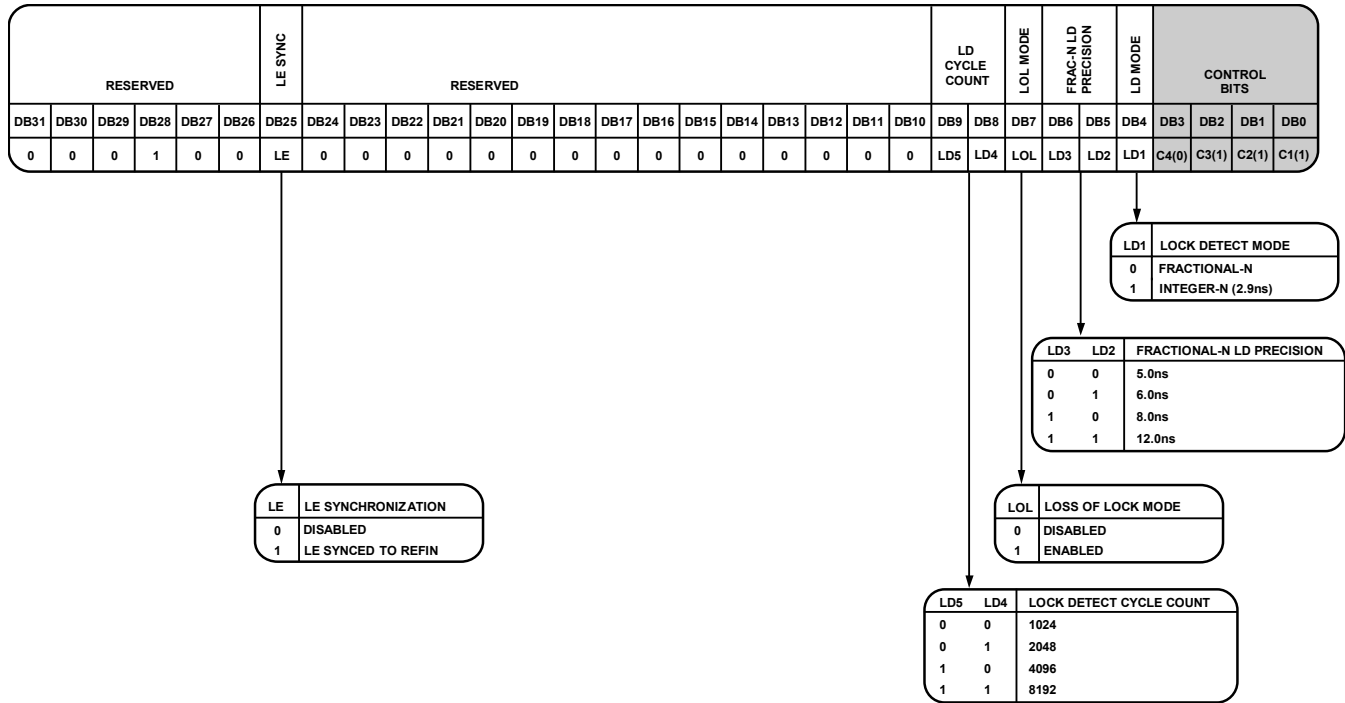 RESERVED
LE SYNC
RESERVED
LD
CYCLE
COUNT
LOL MODE
FRAC-N LD
PRECISION
LD MODE
CONTROL
BITS
DB31 DB30 DB29 DB28 DB27 DB26 DB25 DB24 DB23 DB22 DB21 DB20 DB19 DB18 DB17 DB16 DB15 DB14 DB13 DB12 DB11 DB10 DB9 DB8 DB7 DB6 DB5 DB4 DB3 DB2 DB1 DB0
0 0 0 1 0 0 LE 0 0 0 0 0 0 0 0 0 0 0 0 0 0 0 LD5 LD4 LOL LD3 LD2 LD1 C4(0) C3(1) C2(1) C1(1)
LD1 LOCK DETECT MODE
0 FRACTIONAL-N
1 INTEGER-N (2.9ns)
LD3 LD2 FRACTIONAL-N LD PRECISION
0 0 5.0ns
0 1 6.0ns
1 0 8.0ns
1 1 12.0ns
LE LE SYNCHRONIZATION
0 DISABLED
1 LE SYNCED TO REFIN
LOL LOSS OF LOCK MODE
0 DISABLED
1 ENABLED
LD5 LD4 LOCK DETECT CYCLE COUNT
0 0 1024
0 1 2048
1 0 4096
1 1 8192